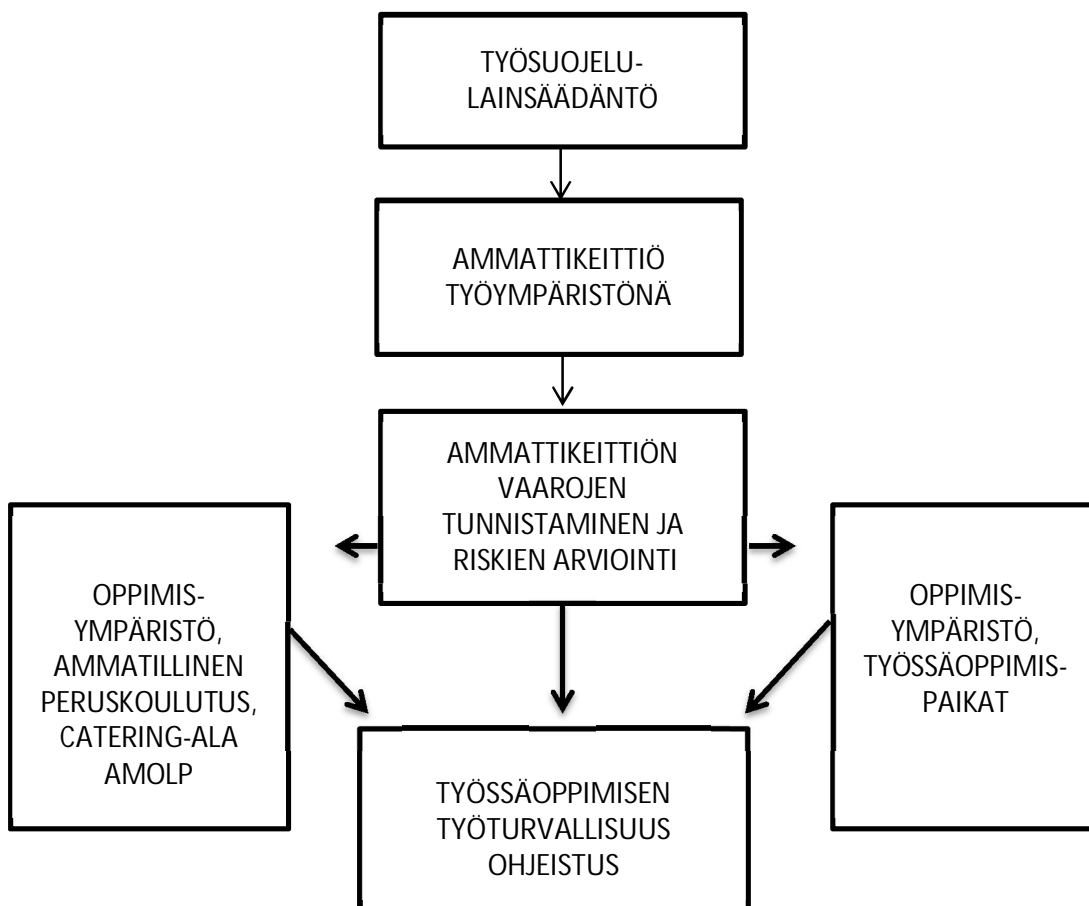 TYÖSUOJELU-
LAINSÄÄDÄNTÖ
AMMATTIKEITTIÖ
TYÖYMPÄRISTÖNÄ
AMMATTIKEITTIÖN
VAAROJEN
TUNNISTAMINEN JA
RISKIEN ARVIOINTI
OPPIMIS-
YMPÄRISTÖ,
AMMATILLINEN
PERUSKOULUTUS,
CATERING-ALA
AMOLP
OPPIMIS-
YMPÄRISTÖ,
TYÖSSÄOPPIMIS-
PAIKAT
TYÖSSÄOPPIMISEN
TYÖTURVALLISUUS
OHJEISTUS